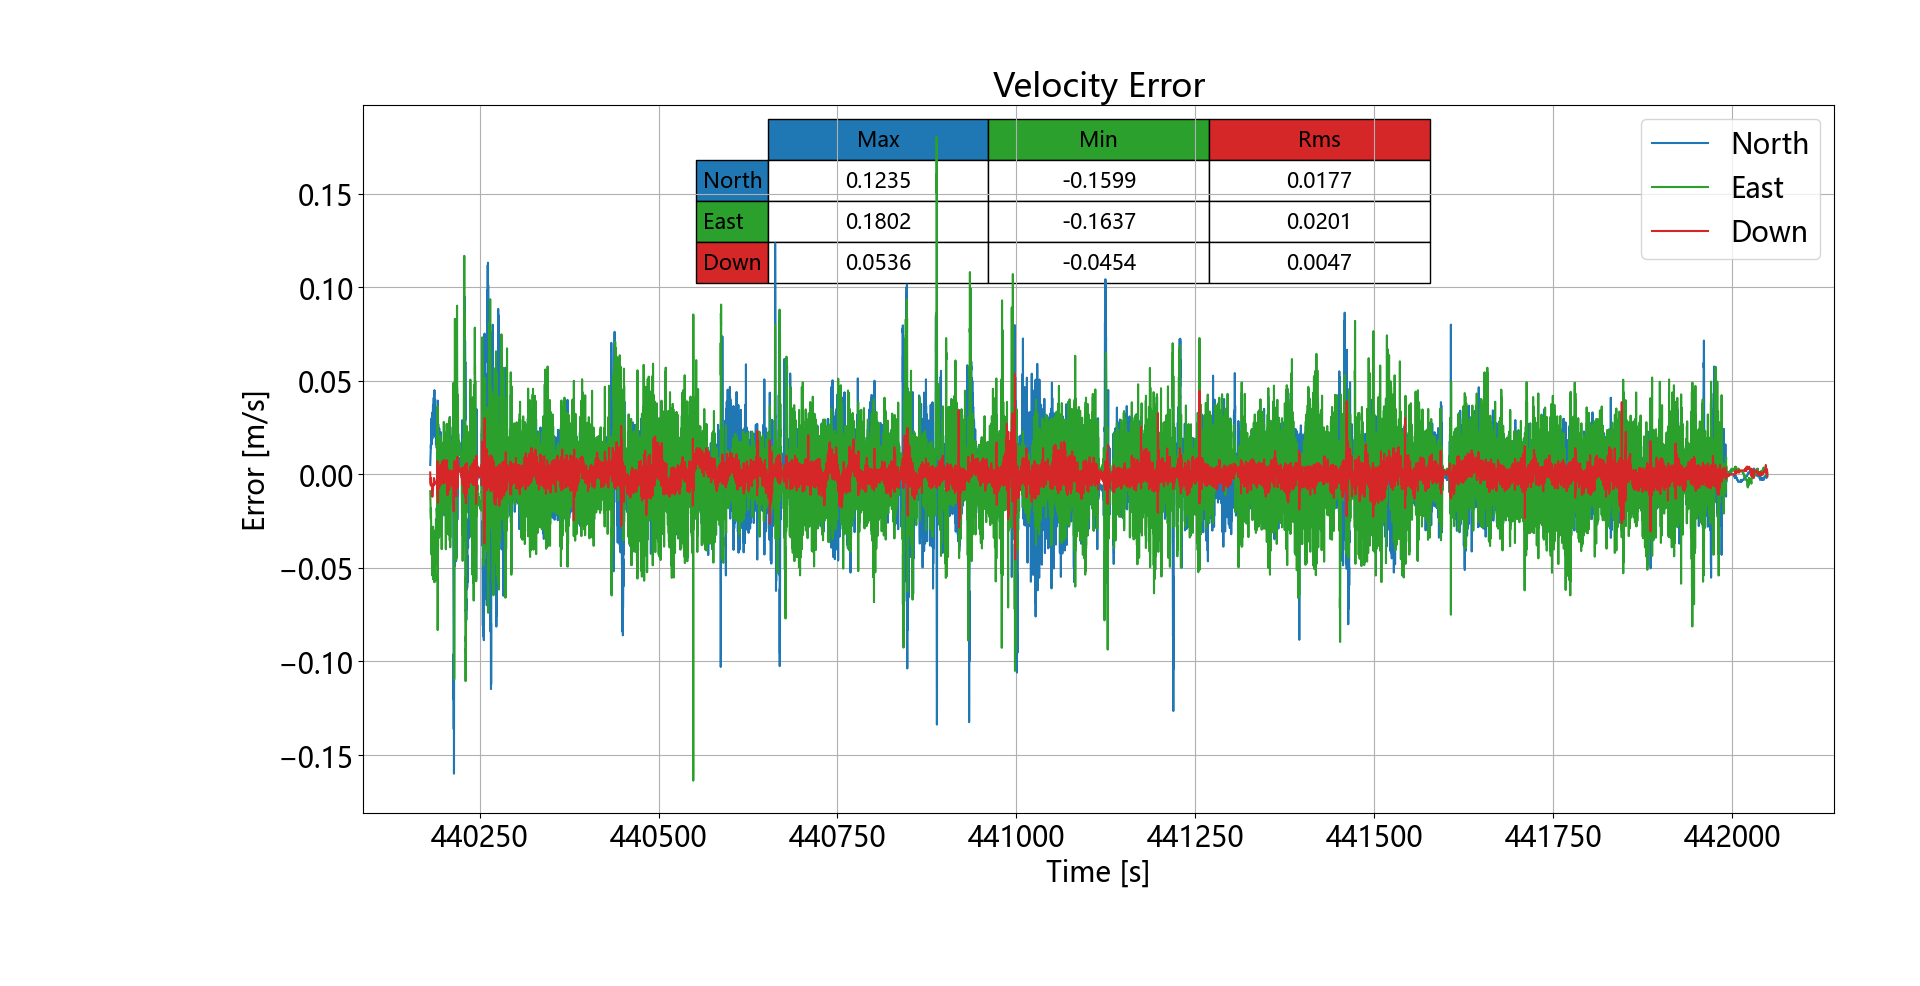 Velocity Error
Max Min Rms
North 0.1235 -0.1599 0.0177
East 0.1802 -0.1637 0.0201
Down 0.0536 -0.0454 0.0047
North
East
Down
0.15
0.10
0.05
0.00
−0.05
−0.10
−0.15
Error [m/s]
440250 440500 440750 441000 441250 441500 441750 442000
Time [s]